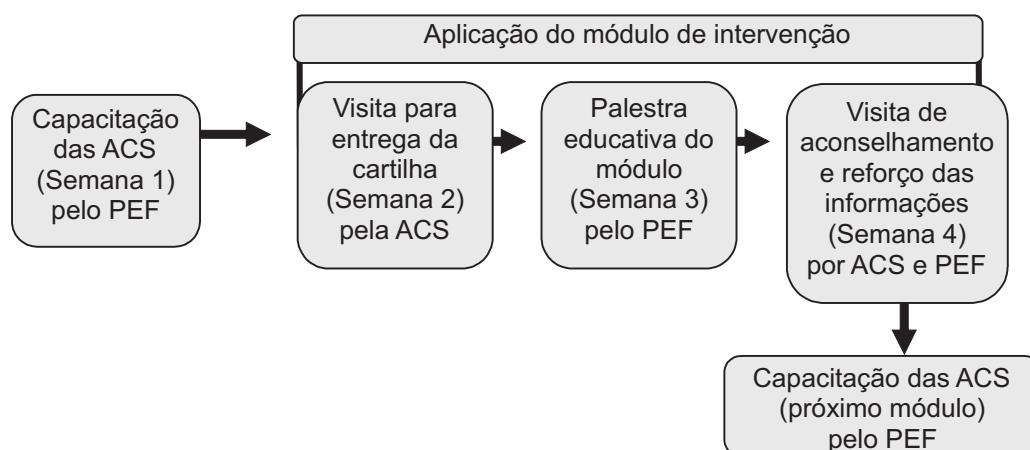 Aplicação do módulo de intervenção
Capacitação
das ACS
(Semana 1)
pelo PEF
Visita para
entrega da
cartilha
(Semana 2)
pela ACS
Palestra
educativa do
módulo
(Semana 3)
pelo PEF
Visita de
aconselhamento
e reforço das
informações
(Semana 4)
por ACS e PEF
Capacitação das ACS
(próximo módulo)
pelo PEF